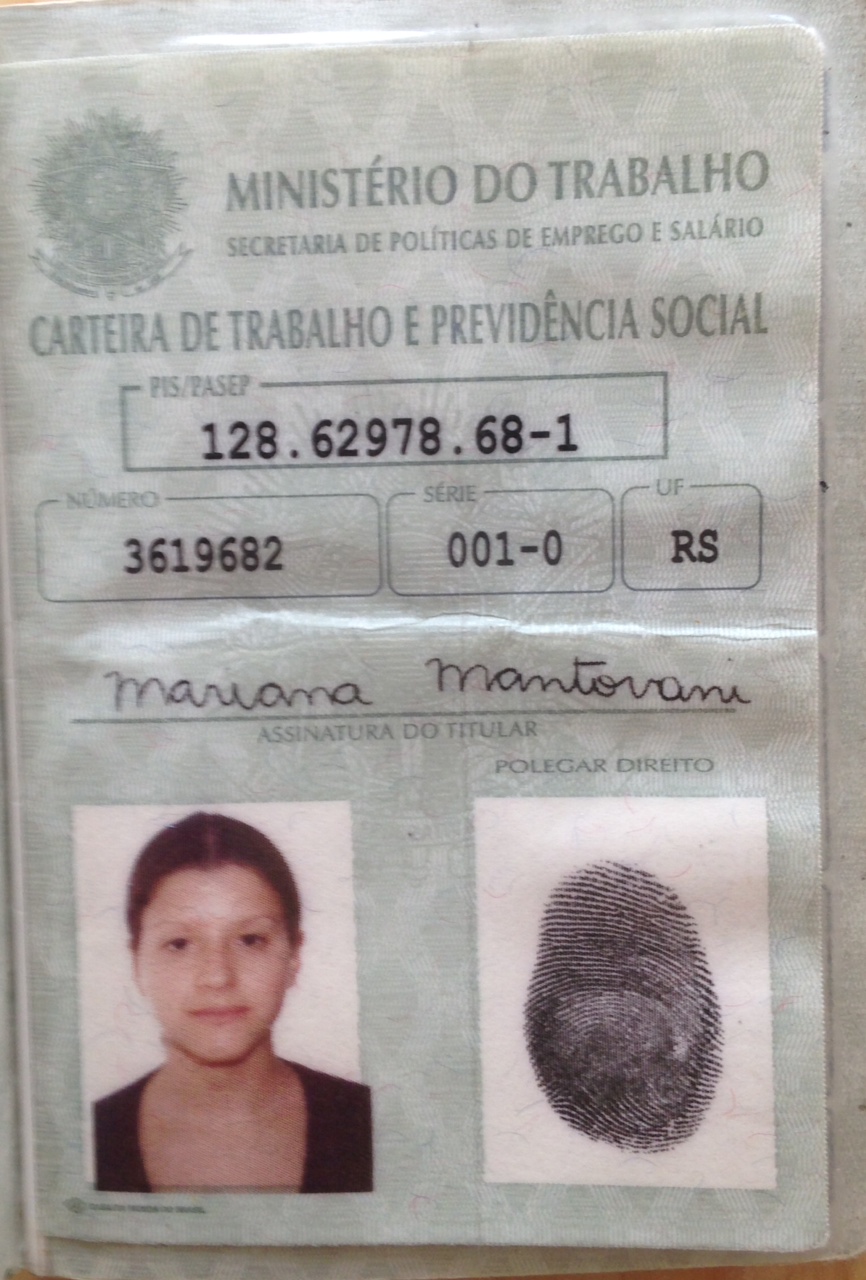 MINISTÉRIO DO TRABALHO
SECRETARIA DE POLÍTICAS DE EMPREGO E SALÁRIO
CARTEIRA DE TRABALHO E PREVIDÊNCIA SOCIAL
PIS/PASEP
128.62978.68-1
NÚMERO SÉRIE UF
3619682 001-0 RS
Mariana Mantovani
ASSINATURA DO TITULAR
POLEGAR DIREITO